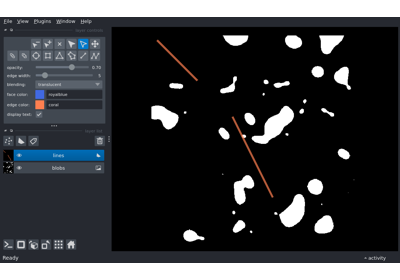 File View Plugins Window Help
opacity: 0.70
edge width: 5
blending: translucent
face color: royalblue
edge color: coral
display text:
lines
blobs
Ready
activity